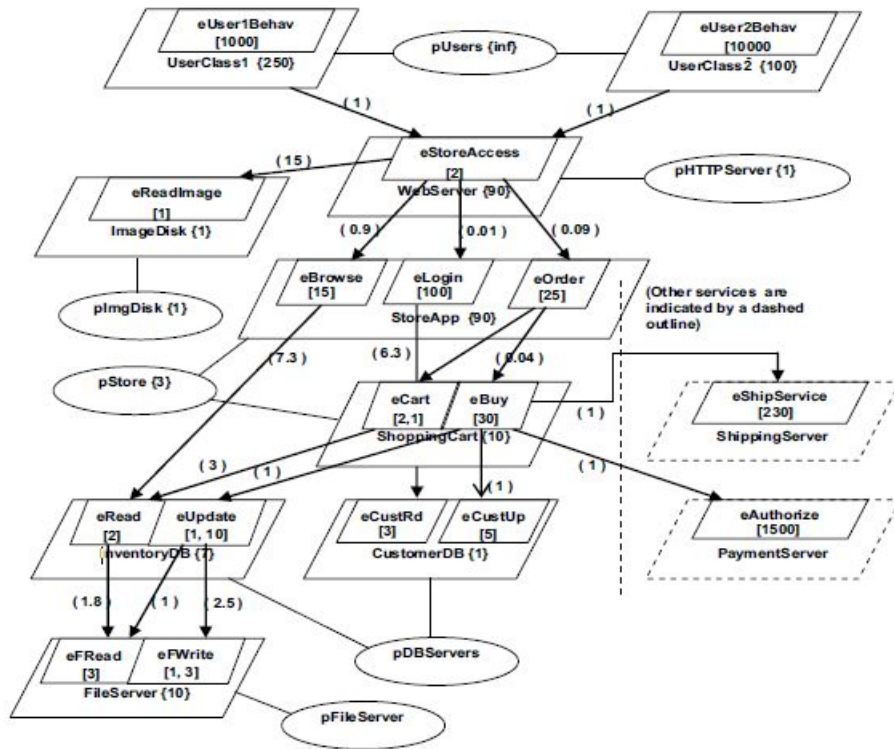 eUser1Behav
[1000]
UserClass1 {250}
pUsers {inf}
eUser2Behav
[10000
UserClass2 {100}
( 1 )
( 1 )
eStoreAccess
[2]
WebServer {90}
( 15 )
pHTTPServer {1}
eReadImage
[1]
ImageDisk {1}
( 0.9 )
( 0.01 )
( 0.09 )
eBrowse
[15]
eLogin
[100]
eOrder
[25]
StoreApp {90}
(Other services are
indicated by a dashed
outline)
pImgDisk {1}
(7.3 )
( 6.3 )
( 0.04 )
pStore {3}
eCart
[2,1]
eBuy
[30]
ShoppingCart {10}
( 1 )
eShipService
[230]
ShippingServer
( 3 )
( 1 )
(1)
( 1 )
eRead
[2]
eUpdate
[1, 10]
InventoryDB {7}
eCustRd
[3]
eCustUp
[5]
CustomerDB {1}
eAuthorize
[1500]
PaymentServer
( 1.8 )
( 1 )
( 2.5 )
eFRead
[3]
eFWrite
[1, 3]
FileServer {10}
pDBServers
pFileServer